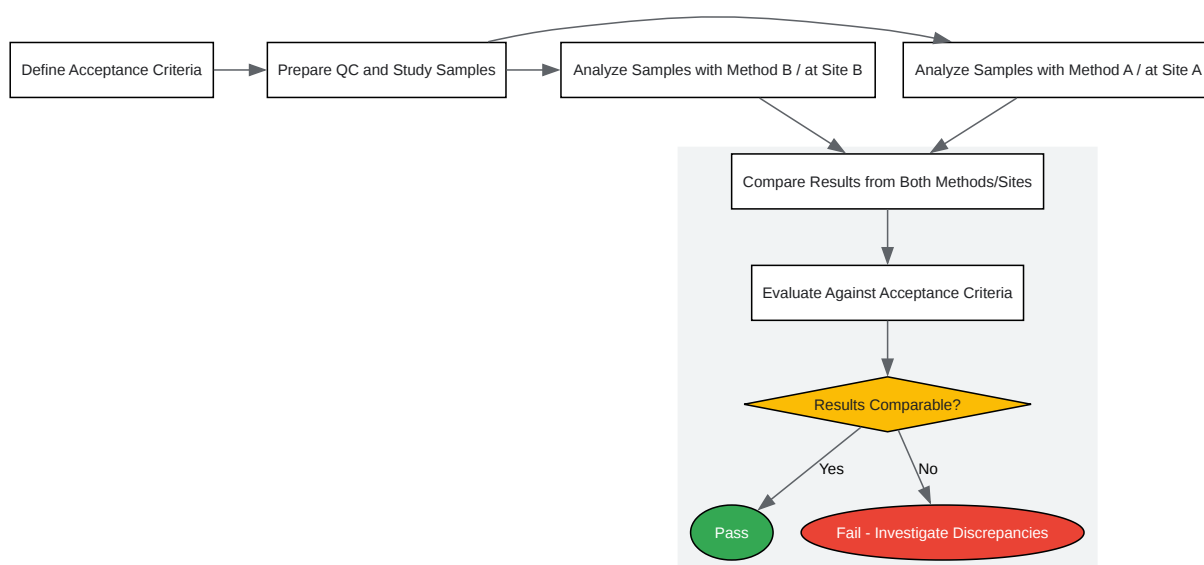 Define Acceptance Criteria
Prepare QC and Study Samples
Analyze Samples with Method B / at Site B
Analyze Samples with Method A / at Site A
Compare Results from Both Methods/Sites
Evaluate Against Acceptance Criteria
Results Comparable?
Yes
No
Pass
Fail - Investigate Discrepancies